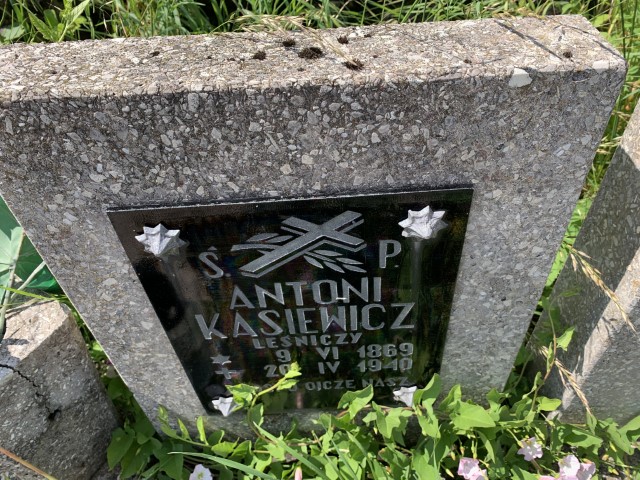 Ś P.
ANTONI
KASIEWICZ
LEŚNICZY
9 VI 1869
20 IV 1940
OJCZE NASZ